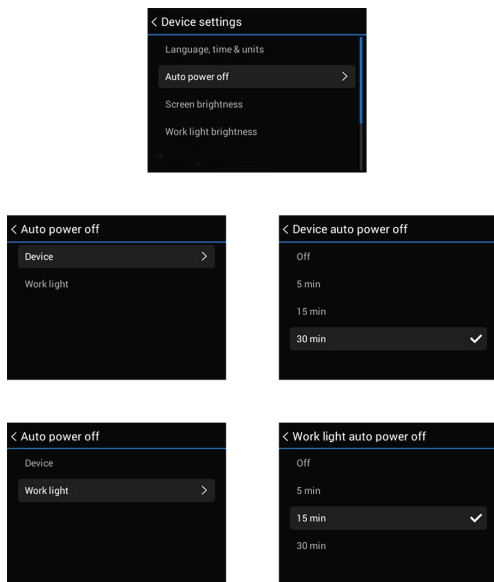 Device settings
Language, time & units
Auto power off
Screen brightness
Work light brightness
Auto power off
Device
Work light
Device auto power off
Off
5 min
15 min
30 min
Auto power off
Device
Work light
Work light auto power off
Off
5 min
15 min
30 min